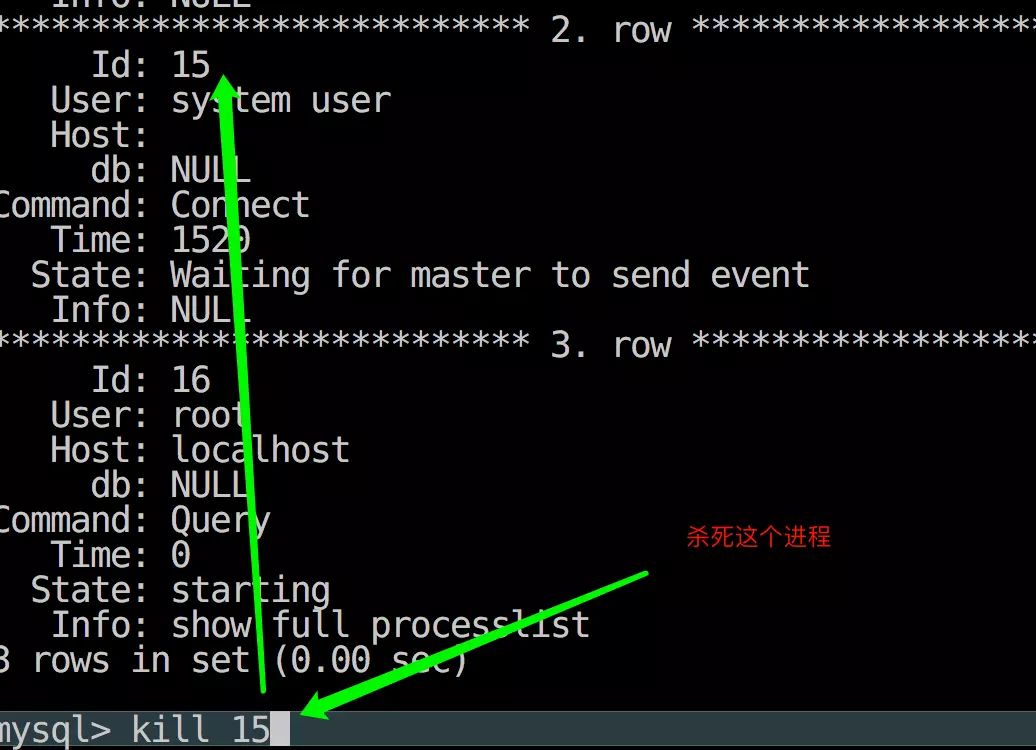 Info: NULL
*************************** 2. row ******************
Id: 15
User: system user
Host:
db: NULL
Command: Connect
Time: 1520
State: Waiting for master to send event
Info: NULL
*************************** 3. row ******************
Id: 16
User: root
Host: localhost
db: NULL
Command: Query
杀死这个进程
Time: 0
State: starting
Info: show full processlist
3 rows in set (0.00 sec)
mysql> kill 15